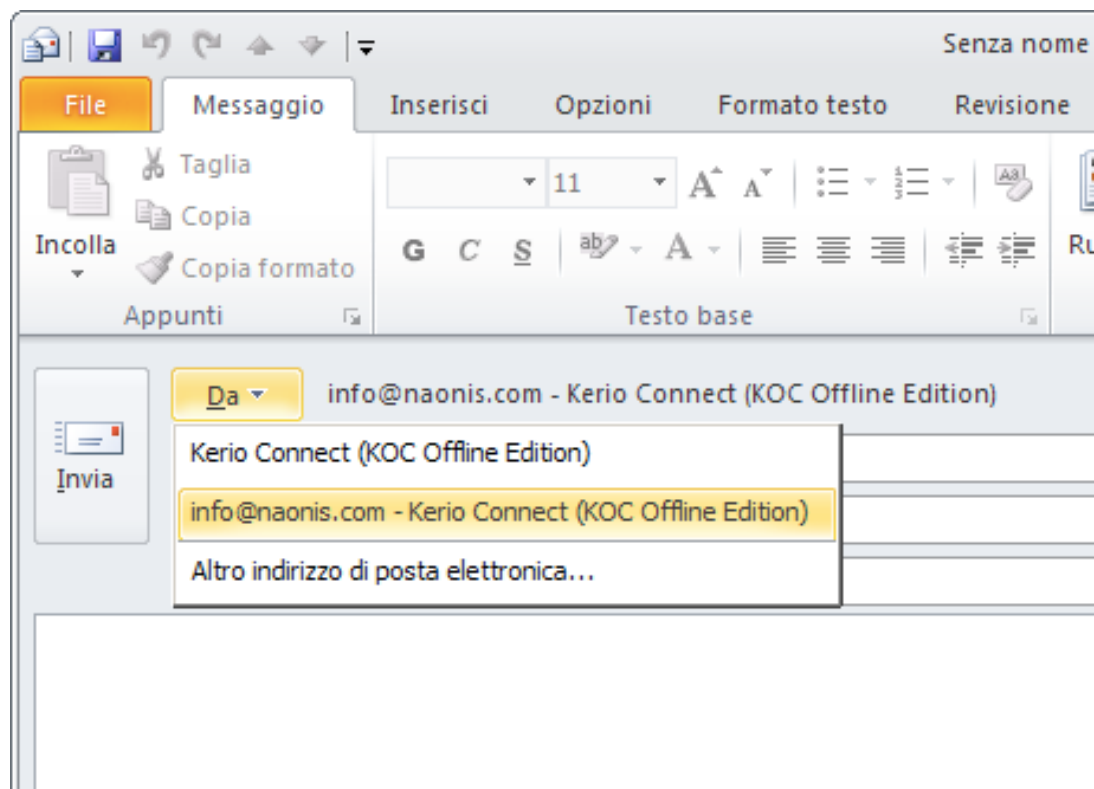 Senza nome
File Messaggio Inserisci Opzioni Formato testo Revisione
Taglia
Copia
Copia formato
Incolla
11
G C S
Appunti
Testo base
Da
info@naonis.com - Kerio Connect (KOC Offline Edition)
Kerio Connect (KOC Offline Edition)
info@naonis.com - Kerio Connect (KOC Offline Edition)
Altro indirizzo di posta elettronica...
Invia